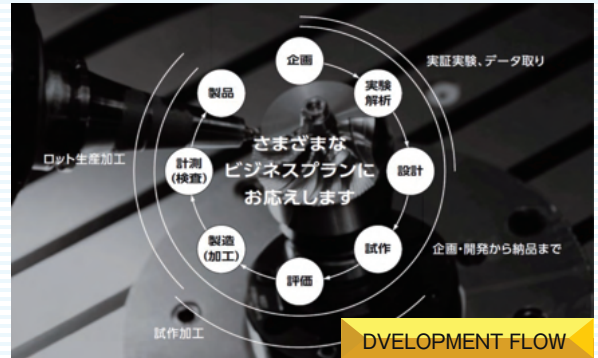 企画
実験
解析
設計
試作
評価
製造
(加工)
計測
(検査)
製品
さまざまな
ビジネスプランに
お応えします
実証実験、データ取り
企画・開発から納品まで
試作加工
ロット生産加工
DVELOPMENT FLOW